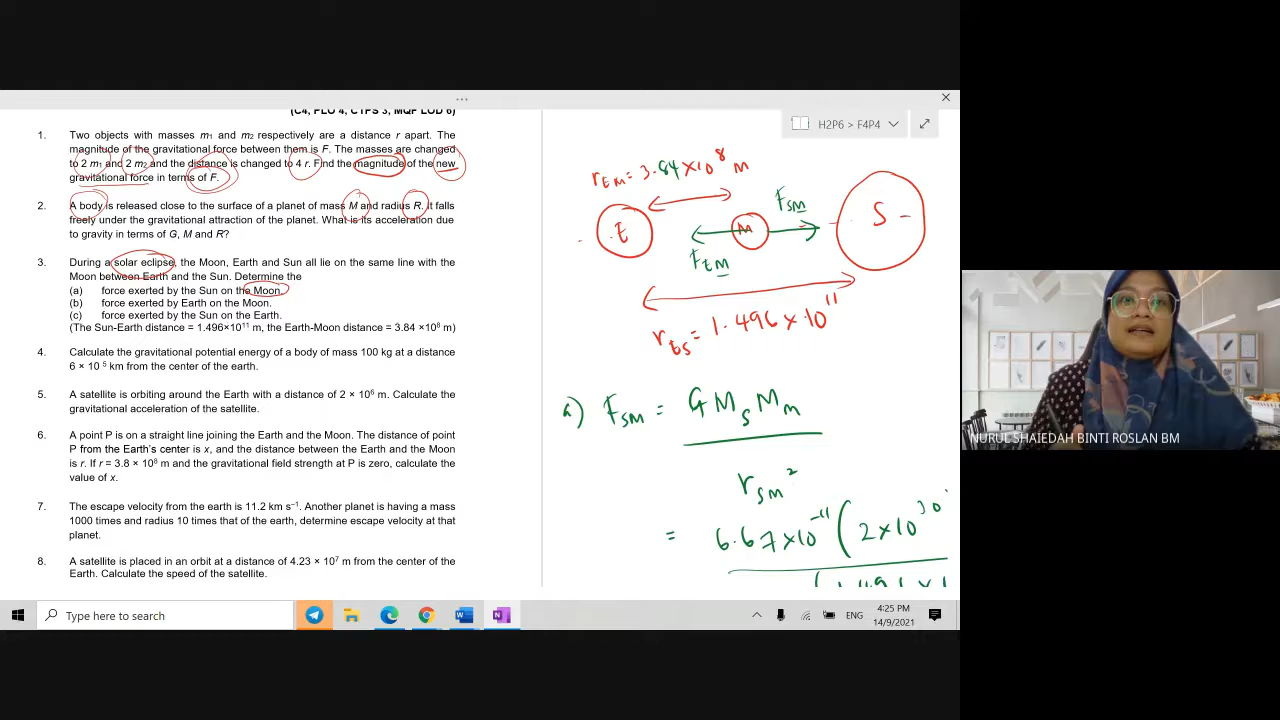 (C4, PLO 4, CTPS 3, MQF LOD 6)
1. Two objects with masses m1 and m2 respectively are a distance r apart. The
magnitude of the gravitational force between them is F. The masses are changed
to 2 m1 and 2 m2 and the distance is changed to 4 r. Find the magnitude of the new
gravitational force in terms of F.
2. A body is released close to the surface of a planet of mass M and radius R. It falls
freely under the gravitational attraction of the planet. What is its acceleration due
to gravity in terms of G, M and R?
3. During a solar eclipse, the Moon, Earth and Sun all lie on the same line with the
Moon between Earth and the Sun. Determine the
(a) force exerted by the Sun on the Moon.
(b) force exerted by Earth on the Moon.
(c) force exerted by the Sun on the Earth.
(The Sun-Earth distance = 1.496×10¹¹ m, the Earth-Moon distance = 3.84 ×10⁸ m)
4. Calculate the gravitational potential energy of a body of mass 100 kg at a distance
6 × 10 ⁵ km from the center of the earth.
5. A satellite is orbiting around the Earth with a distance of 2 × 10⁶ m. Calculate the
gravitational acceleration of the satellite.
6. A point P is on a straight line joining the Earth and the Moon. The distance of point
P from the Earth's center is x, and the distance between the Earth and the Moon
is r. If r = 3.8 × 10⁸ m and the gravitational field strength at P is zero, calculate the
value of x.
7. The escape velocity from the earth is 11.2 km s⁻¹. Another planet is having a mass
1000 times and radius 10 times that of the earth, determine escape velocity at that
planet.
8. A satellite is placed in an orbit at a distance of 4.23 × 10⁷ m from the center of the
Earth. Calculate the speed of the satellite.
H2P6 > F4P4
rEM = 3.84×10⁸ m
FSM
E
M
S
FEM
rES = 1.496 × 10¹¹
a) FSM = GMsMm
rSM²
= 6.67×10⁻¹¹ (2×10³⁰
NURUL SHAIEDAH BINTI ROSLAN BM
Type here to search
ENG
4:25 PM
14/9/2021